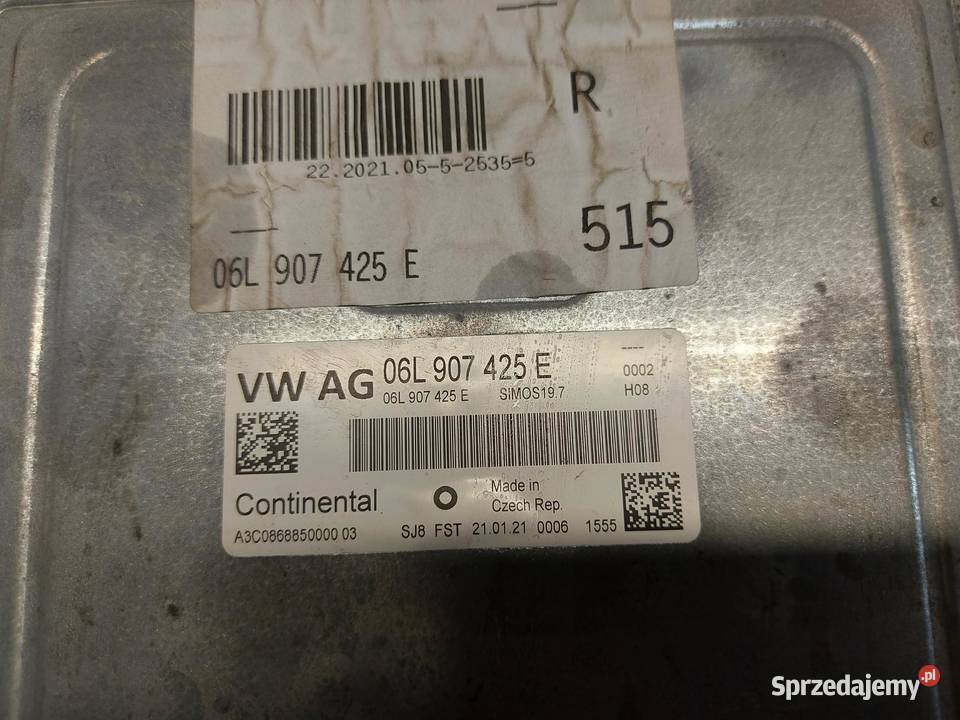 R
22.2021.05-5-2535=5
515
06L 907 425 E
VW AG
06L 907 425 E
06L 907 425 E SIMOS19.7
----
0002
H08
Continental
Made in
Czech Rep.
A3C0868850000 03
SJ8 FST 21.01.21 0006 1555
Sprzedajemy.pl